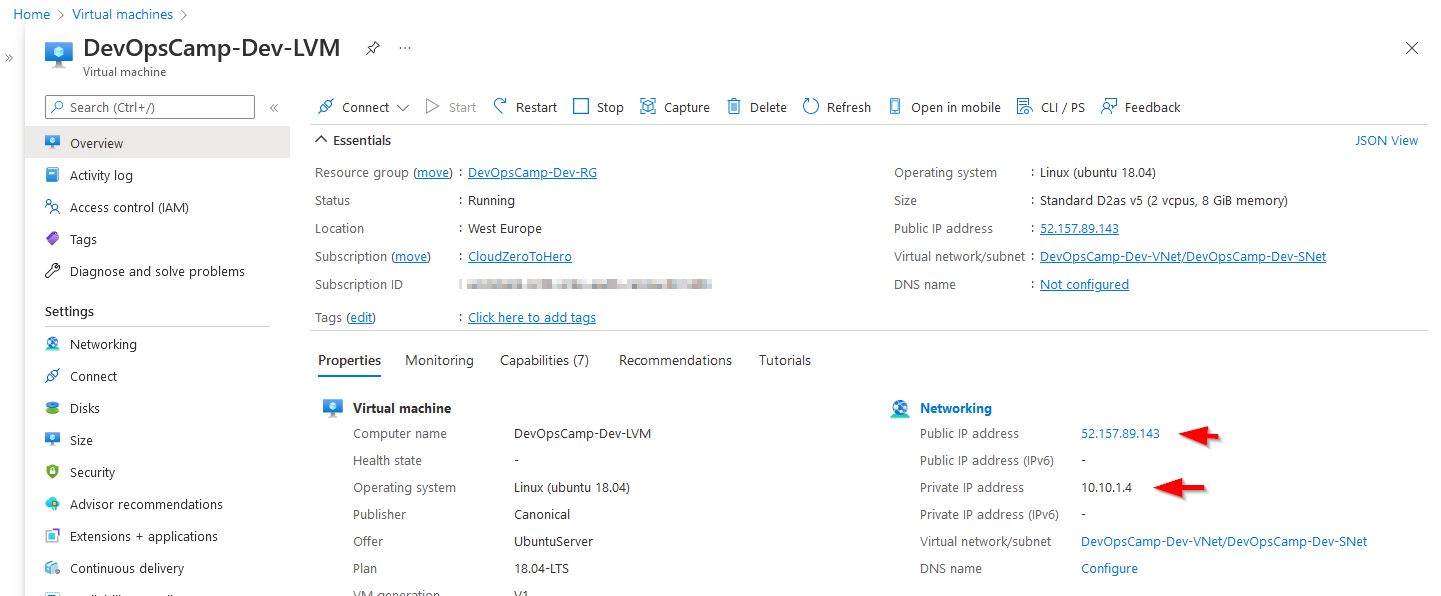 Home > Virtual machines >
DevOpsCamp-Dev-LVM
Virtual machine
Search (Ctrl+/)
Connect Start Restart Stop Capture Delete Refresh Open in mobile CLI / PS Feedback
Overview
Activity log
Access control (IAM)
Tags
Diagnose and solve problems
Settings
Networking
Connect
Disks
Size
Security
Advisor recommendations
Extensions + applications
Continuous delivery
Essentials
JSON View
Resource group (move) : DevOpsCamp-Dev-RG
Status : Running
Location : West Europe
Subscription (move) : CloudZeroToHero
Subscription ID
Tags (edit) : Click here to add tags
Operating system : Linux (ubuntu 18.04)
Size : Standard D2as v5 (2 vcpus, 8 GiB memory)
Public IP address : 52.157.89.143
Virtual network/subnet : DevOpsCamp-Dev-VNet/DevOpsCamp-Dev-SNet
DNS name : Not configured
Properties Monitoring Capabilities (7) Recommendations Tutorials
Virtual machine
Computer name DevOpsCamp-Dev-LVM
Health state -
Operating system Linux (ubuntu 18.04)
Publisher Canonical
Offer UbuntuServer
Plan 18.04-LTS
VM generation V1
Networking
Public IP address 52.157.89.143
Public IP address (IPv6) -
Private IP address 10.10.1.4
Private IP address (IPv6) -
Virtual network/subnet DevOpsCamp-Dev-VNet/DevOpsCamp-Dev-SNet
DNS name Configure